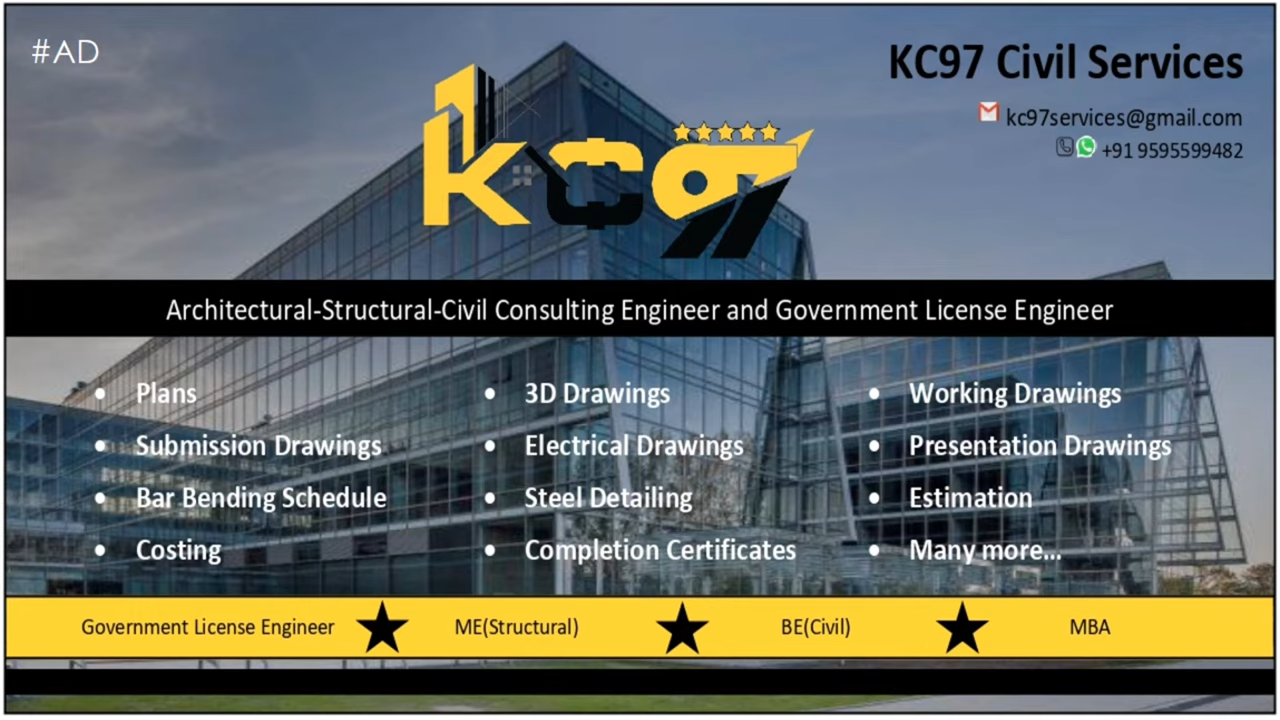 #AD
KC97 Civil Services
kc97services@gmail.com
+91 9595599482
kc97
Architectural-Structural-Civil Consulting Engineer and Government License Engineer
• Plans
• 3D Drawings
• Working Drawings
• Submission Drawings
• Electrical Drawings
• Presentation Drawings
• Bar Bending Schedule
• Steel Detailing
• Estimation
• Costing
• Completion Certificates
• Many more...
Government License Engineer ★ ME(Structural) ★ BE(Civil) ★ MBA